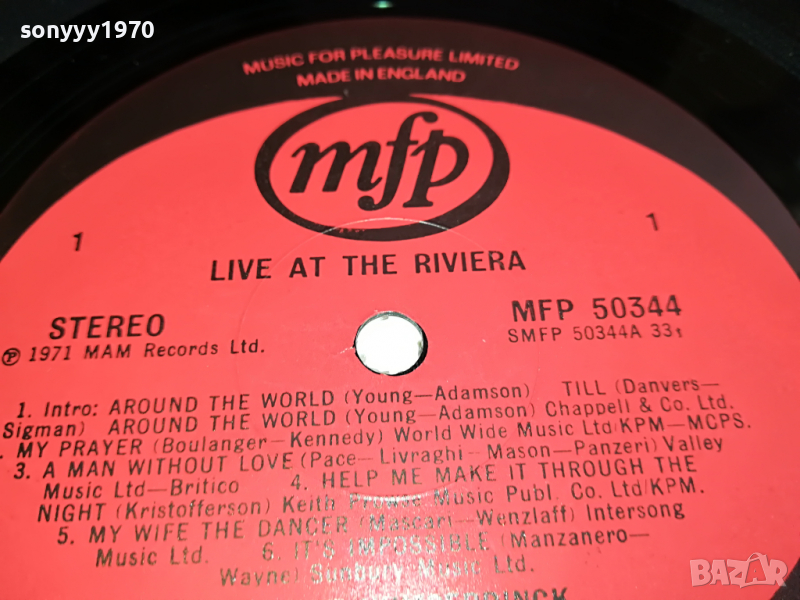 sonyyy1970
MUSIC FOR PLEASURE LIMITED
MADE IN ENGLAND
mfp
1
1
LIVE AT THE RIVIERA
STEREO
MFP 50344
SMFP 50344A 33₁
℗ 1971 MAM Records Ltd.
1. Intro: AROUND THE WORLD (Young—Adamson) TILL (Danvers—
Sigman) AROUND THE WORLD (Young—Adamson) Chappell & Co. Ltd.
. MY PRAYER (Boulanger—Kennedy) World Wide Music Ltd/KPM—MCPS.
3. A MAN WITHOUT LOVE (Pace—Livraghi—Mason—Panzeri) Valley
Music Ltd—Britico 4. HELP ME MAKE IT THROUGH THE
NIGHT (Kristofferson) Keith Prowse Music Publ. Co. Ltd/KPM.
5. MY WIFE THE DANCER (Mascari—Wenzlaff) Intersong
Music Ltd. 6. IT'S IMPOSSIBLE (Manzanero—
Wayne) Sunbury Music Ltd.
BAZAR